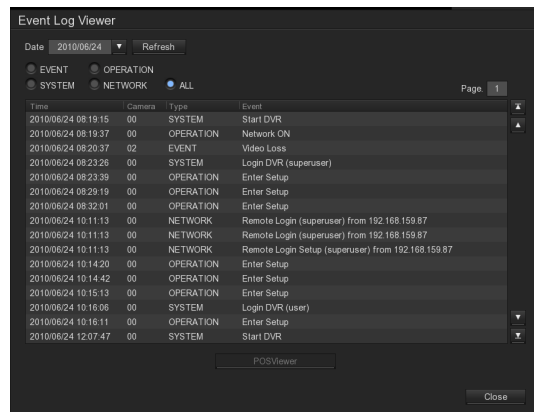 Event Log Viewer
Date 2010/06/24 Refresh
EVENT OPERATION
SYSTEM NETWORK ALL Page. 1
Time Camera Type Event
2010/06/24 08:19:15 00 SYSTEM Start DVR
2010/06/24 08:19:37 00 OPERATION Network ON
2010/06/24 08:20:37 02 EVENT Video Loss
2010/06/24 08:23:26 00 SYSTEM Login DVR (superuser)
2010/06/24 08:23:39 00 OPERATION Enter Setup
2010/06/24 08:29:19 00 OPERATION Enter Setup
2010/06/24 08:32:01 00 OPERATION Enter Setup
2010/06/24 10:11:13 00 NETWORK Remote Login (superuser) from 192.168.159.87
2010/06/24 10:11:13 00 NETWORK Remote Login (superuser) from 192.168.159.87
2010/06/24 10:11:13 00 NETWORK Remote Login Setup (superuser) from 192.168.159.87
2010/06/24 10:14:20 00 OPERATION Enter Setup
2010/06/24 10:14:42 00 OPERATION Enter Setup
2010/06/24 10:15:13 00 OPERATION Enter Setup
2010/06/24 10:16:06 00 SYSTEM Login DVR (user)
2010/06/24 10:16:11 00 OPERATION Enter Setup
2010/06/24 12:07:47 00 SYSTEM Start DVR
POSViewer
Close